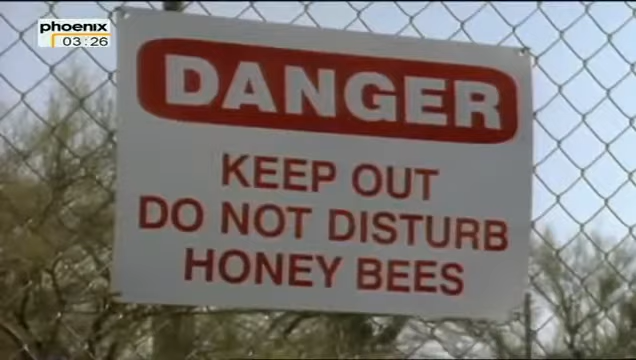 phoenix
03:26
DANGER
KEEP OUT
DO NOT DISTURB
HONEY BEES